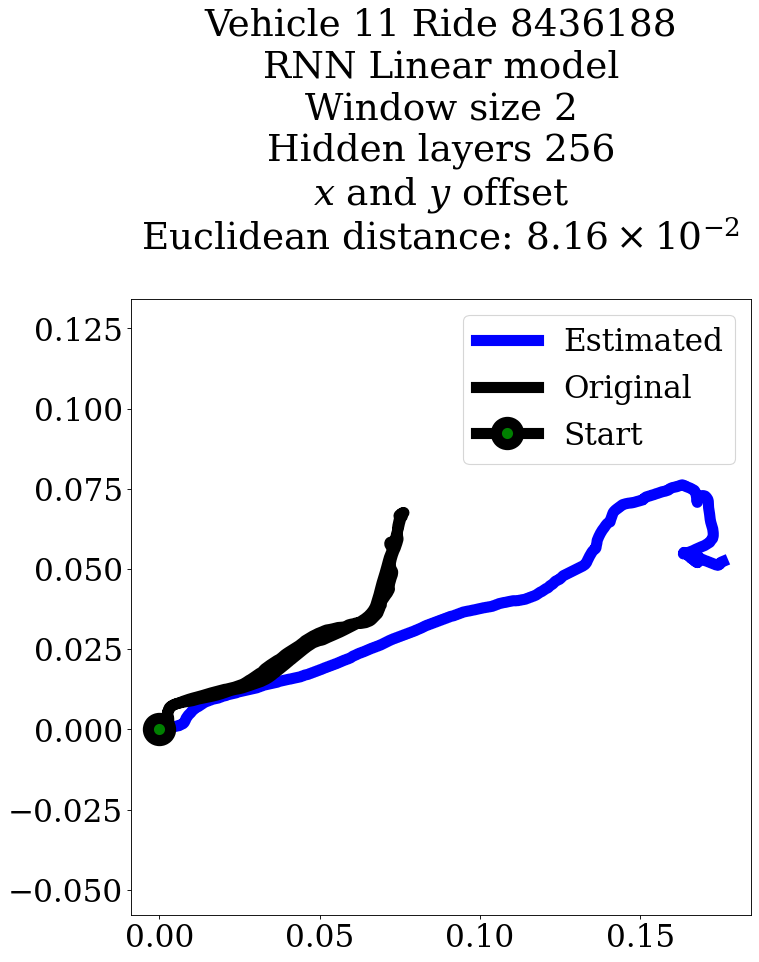 Vehicle 11 Ride 8436188
RNN Linear model
Window size 2
Hidden layers 256
x and y offset
Euclidean distance: 8.16 × 10⁻²
Estimated
Original
Start
0.125
0.100
0.075
0.050
0.025
0.000
−0.025
−0.050
0.00 0.05 0.10 0.15